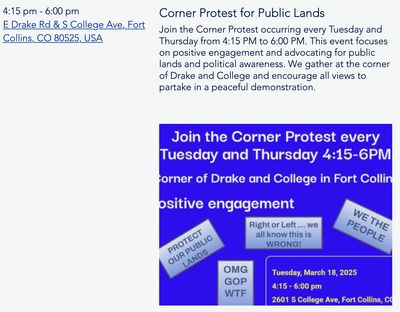 4:15 pm - 6:00 pm
E Drake Rd & S College Ave, Fort
Collins, CO 80525, USA
Corner Protest for Public Lands
Join the Corner Protest occurring every Tuesday and
Thursday from 4:15 PM to 6:00 PM. This event focuses
on positive engagement and advocating for public
lands and political awareness. We gather at the corner
of Drake and College and encourage all views to
partake in a peaceful demonstration.
Join the Corner Protest every
Tuesday and Thursday 4:15-6PM
Corner of Drake and College in Fort Collin
ositive engagement
PROTECT
OUR PUBLIC
LANDS
Right or Left ... we
all know this is
WRONG!
WE THE
PEOPLE
OMG
GOP
WTF
Tuesday, March 18, 2025
4:15 - 6:00 pm
2601 S College Ave, Fort Collins, CO